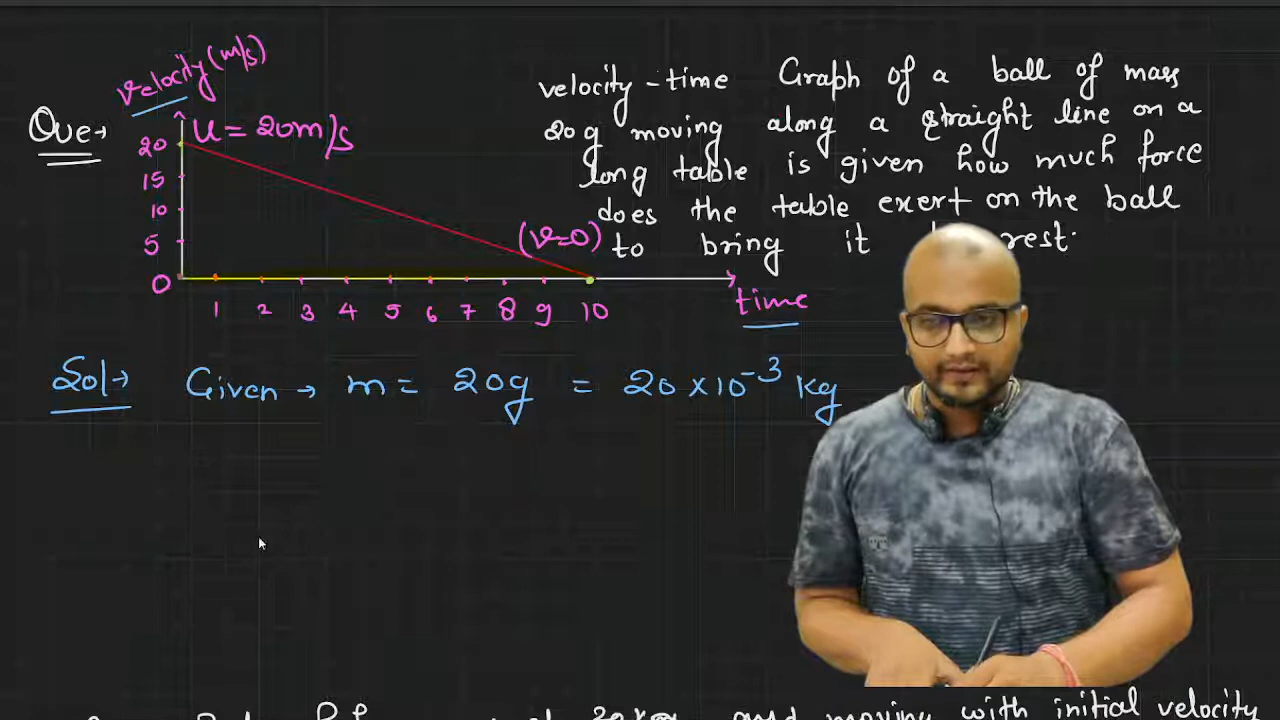 velocity (m/s)
Que→
U = 20m/s
20
15
10
5
0
1 2 3 4 5 6 7 8 9 10
(v=0)
time
velocity - time Graph of a ball of mass
20 g moving along a straight line on a
long table is given how much force
does the table exert on the ball
to bring it rest.
Sol→ Given → m = 20g = 20 × 10⁻³ kg
and moving with initial velocity